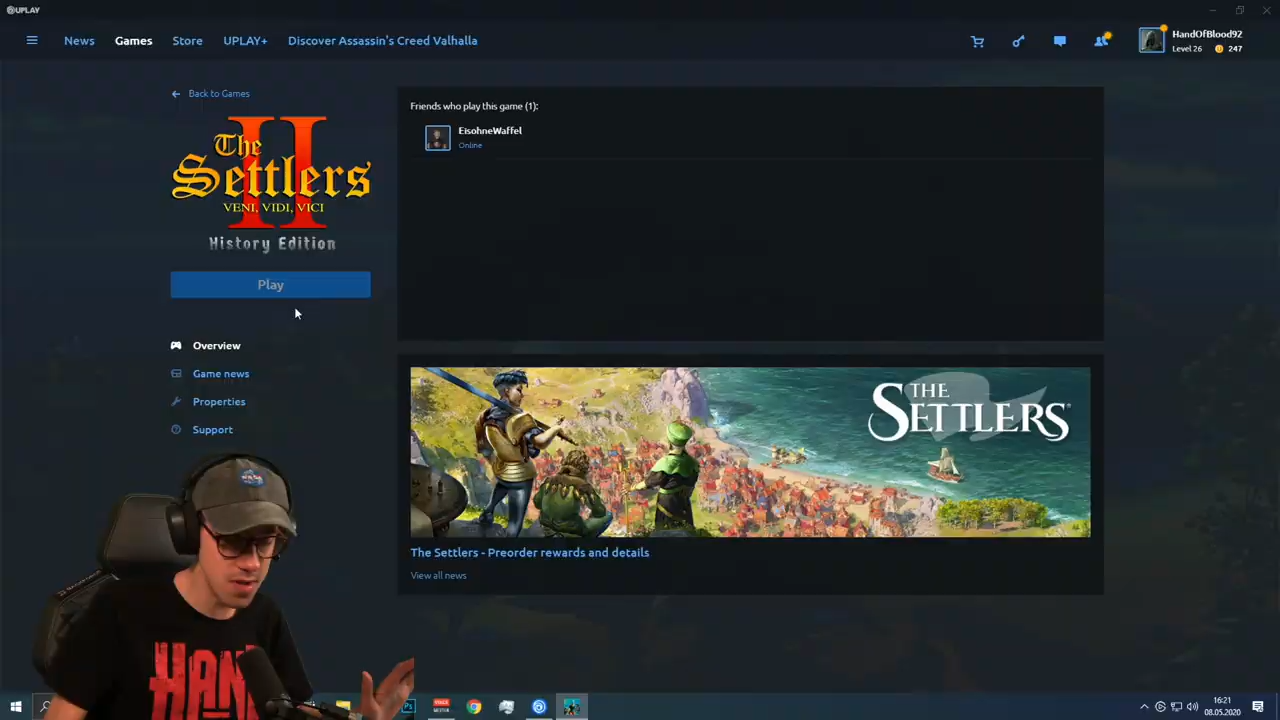 UPLAY
News
Games
Store
UPLAY+
Discover Assassin's Creed Valhalla
HandOfBlood92
Level 26
247
Back to Games
The
Settlers
II
VENI, VIDI, VICI
History Edition
Play
Overview
Game news
Properties
Support
Friends who play this game (1):
EisohneWaffel
Online
THE
SETTLERS
The Settlers - Preorder rewards and details
View all news
HAN
Ps
16:21
08.05.2020